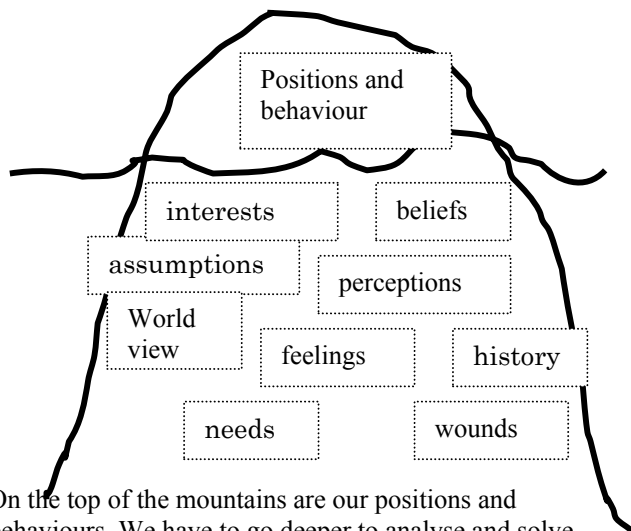 Positions and
behaviour
interests
beliefs
assumptions
perceptions
World
view
feelings
history
needs
wounds
On the top of the mountains are our positions and
behaviours. We have to go deeper to analyse and solve